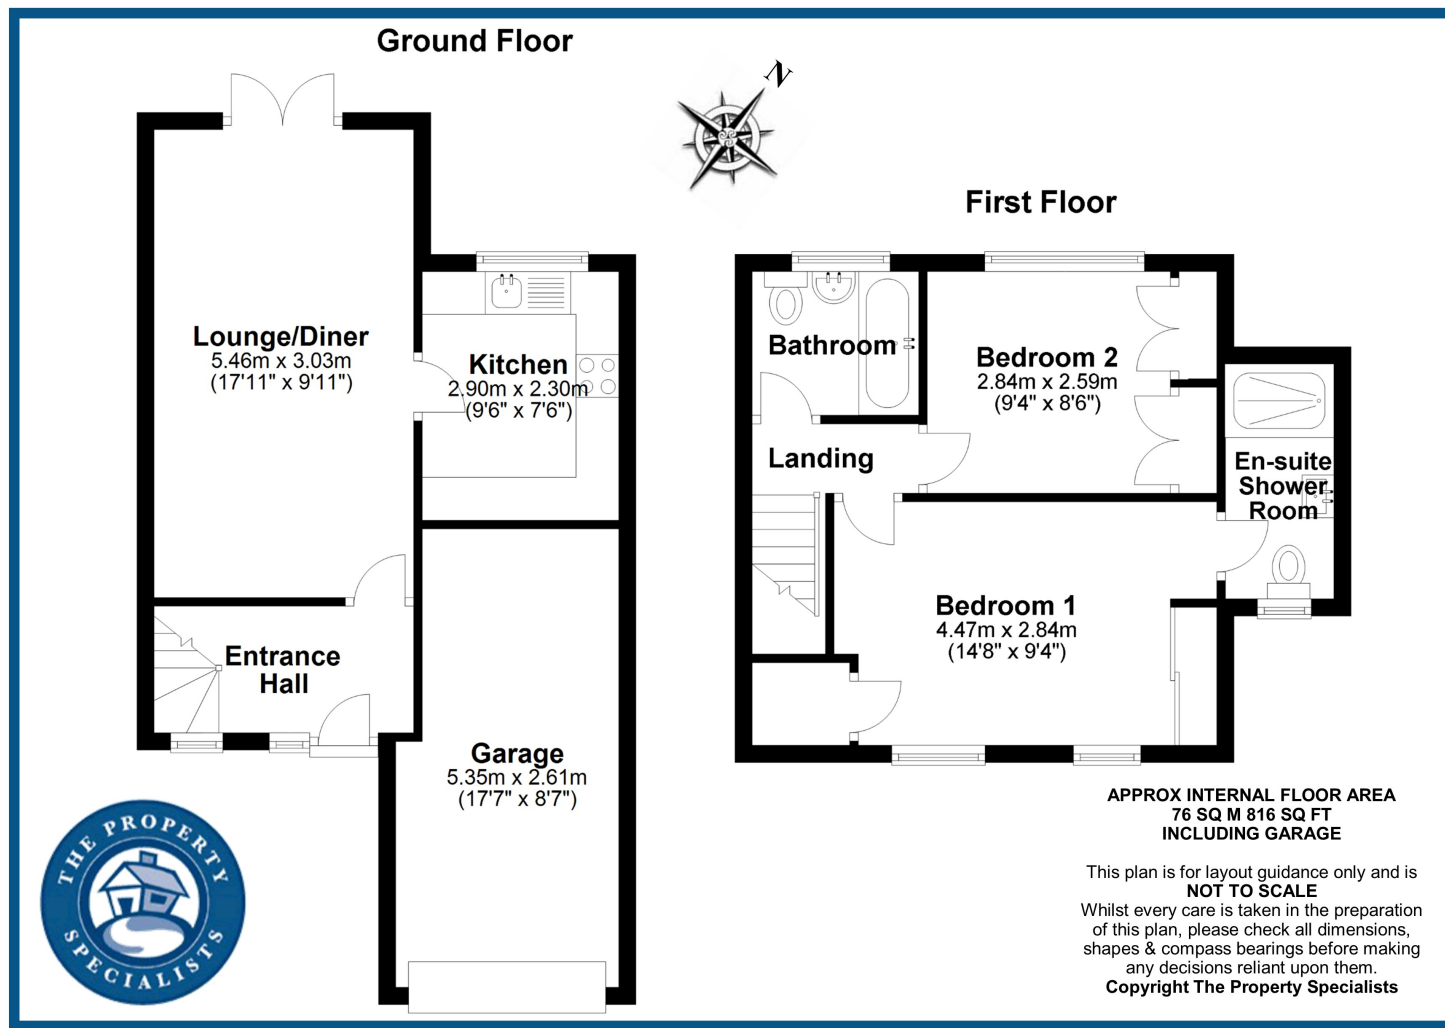 Ground Floor
N
First Floor
Lounge/Diner
5.46m x 3.03m
(17'11" x 9'11")
Kitchen
2.90m x 2.30m
(9'6" x 7'6")
Entrance
Hall
Garage
5.35m x 2.61m
(17'7" x 8'7")
Bathroom
Bedroom 2
2.84m x 2.59m
(9'4" x 8'6")
Landing
En-suite
Shower
Room
Bedroom 1
4.47m x 2.84m
(14'8" x 9'4")
THE PROPERTY
SPECIALISTS
APPROX INTERNAL FLOOR AREA
76 SQ M 816 SQ FT
INCLUDING GARAGE
This plan is for layout guidance only and is
NOT TO SCALE
Whilst every care is taken in the preparation
of this plan, please check all dimensions,
shapes & compass bearings before making
any decisions reliant upon them.
Copyright The Property Specialists